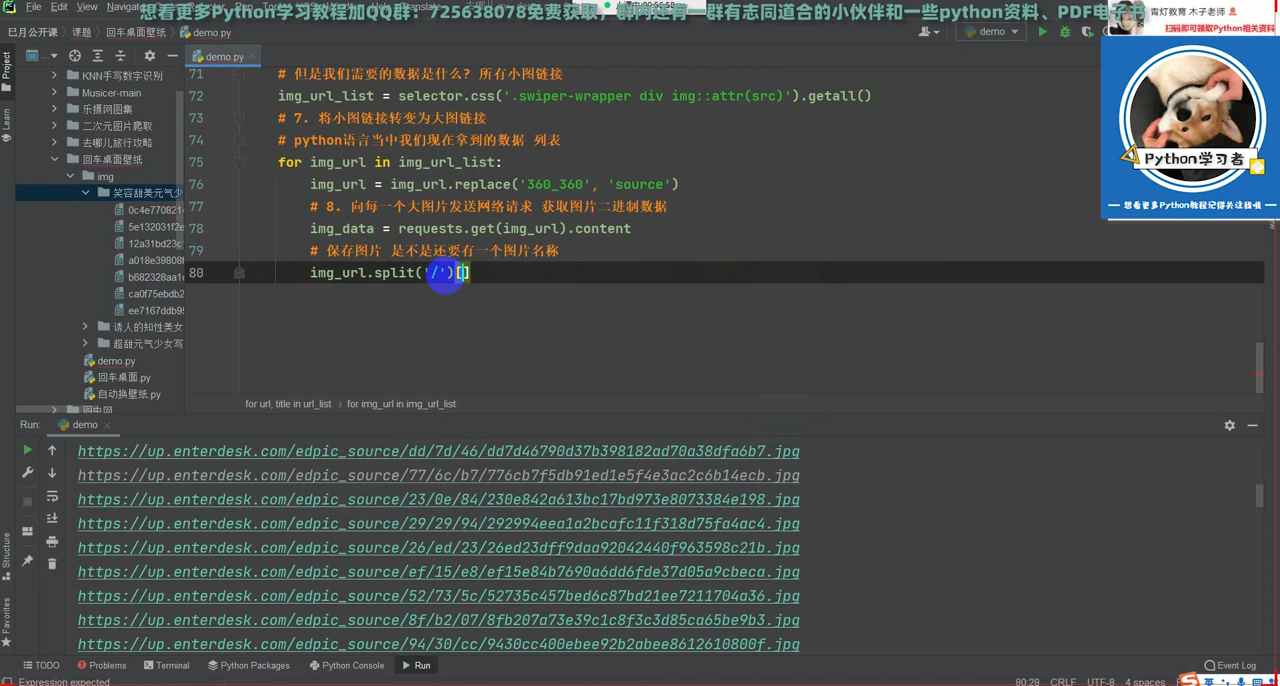 File Edit View Navigate
想看更多Python学习教程加QQ群：725638078免费获取，群内还有一群有志同道合的小伙伴和一些python资料、PDF电子书
青灯教育 木子老师
扫码即可领取Python相关资料
已月公开课 课题 回车桌面壁纸 demo.py
demo
Project
Learn
Structure
Favorites
KNN手写数字识别
Musicer-main
乐摄网图集
二次元图片爬取
去哪儿旅行攻略
回车桌面壁纸
img
笑容甜美元气少
0c4e7708214
5e132031f2e
12a31bd23c
a018e39808
b682328aa1
ca0f75ebdb2
ee7167ddb95
诱人的知性美女
超甜元气少女写
demo.py
回车桌面.py
自动换壁纸.py
demo.py
71 # 但是我们需要的数据是什么? 所有小图链接
72 img_url_list = selector.css('.swiper-wrapper div img::attr(src)').getall()
73 # 7. 将小图链接转变为大图链接
74 # python语言当中我们现在拿到的数据 列表
75 for img_url in img_url_list:
76 img_url = img_url.replace('360_360', 'source')
77 # 8. 向每一个大图片发送网络请求 获取图片二进制数据
78 img_data = requests.get(img_url).content
79 # 保存图片 是不是还要有一个图片名称
80 img_url.split('/')[]
Python学习者
想看更多Python教程记得关注我哦
for url, title in url_list › for img_url in img_url_list
Run: demo
https://up.enterdesk.com/edpic_source/dd/7d/46/dd7d46790d37b398182ad70a38dfa6b7.jpg
https://up.enterdesk.com/edpic_source/77/6c/b7/776cb7f5db91ed1e5f4e3ac2c6b14ecb.jpg
https://up.enterdesk.com/edpic_source/23/0e/84/230e842a613bc17bd973e8073384e198.jpg
https://up.enterdesk.com/edpic_source/29/29/94/292994eea1a2bcafc11f318d75fa4ac4.jpg
https://up.enterdesk.com/edpic_source/26/ed/23/26ed23dff9daa92042440f963598c21b.jpg
https://up.enterdesk.com/edpic_source/ef/15/e8/ef15e84b7690a6dd6fde37d05a9cbeca.jpg
https://up.enterdesk.com/edpic_source/52/73/5c/52735c457bed6c87bd21ee7211704a36.jpg
https://up.enterdesk.com/edpic_source/8f/b2/07/8fb207a73e39c1c8f3c3d85ca65be9b3.jpg
https://up.enterdesk.com/edpic_source/94/30/cc/9430cc400ebee92b2abee8612610800f.jpg
TODO Problems Terminal Python Packages Python Console Run Event Log
Expression expected 80:29 CRLF UTF-8 4 spaces 英